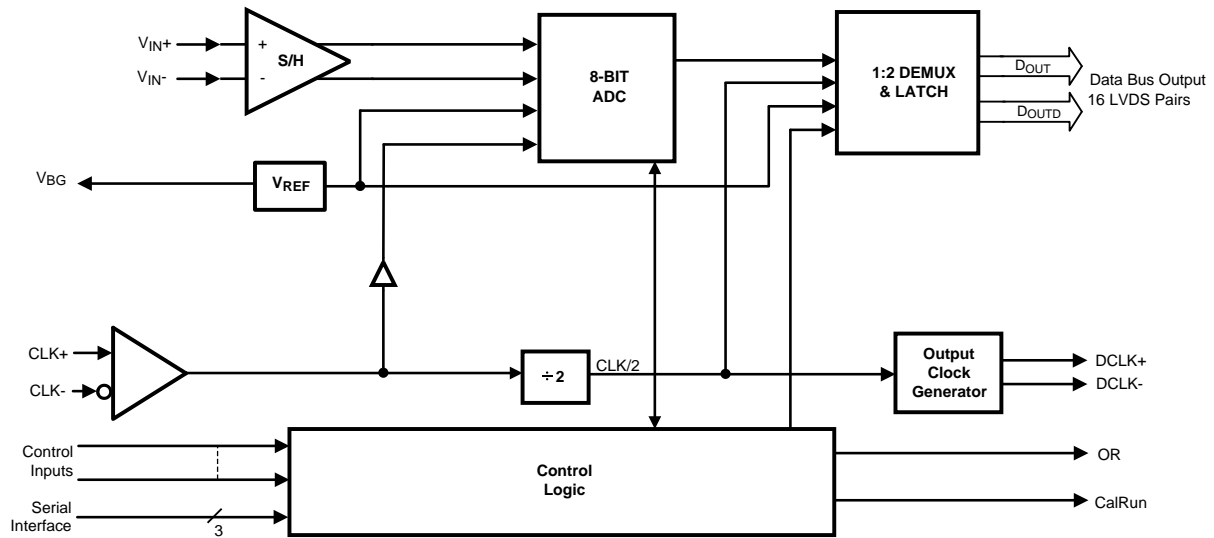 VIN+
+
S/H
VIN-
-
8-BIT
ADC
1:2 DEMUX
& LATCH
DOUT
DOUTD
Data Bus Output
16 LVDS Pairs
VBG
VREF
CLK+
CLK-
÷2
CLK/2
Output
Clock
Generator
DCLK+
DCLK-
Control
Inputs
Serial
Interface
3
Control
Logic
OR
CalRun